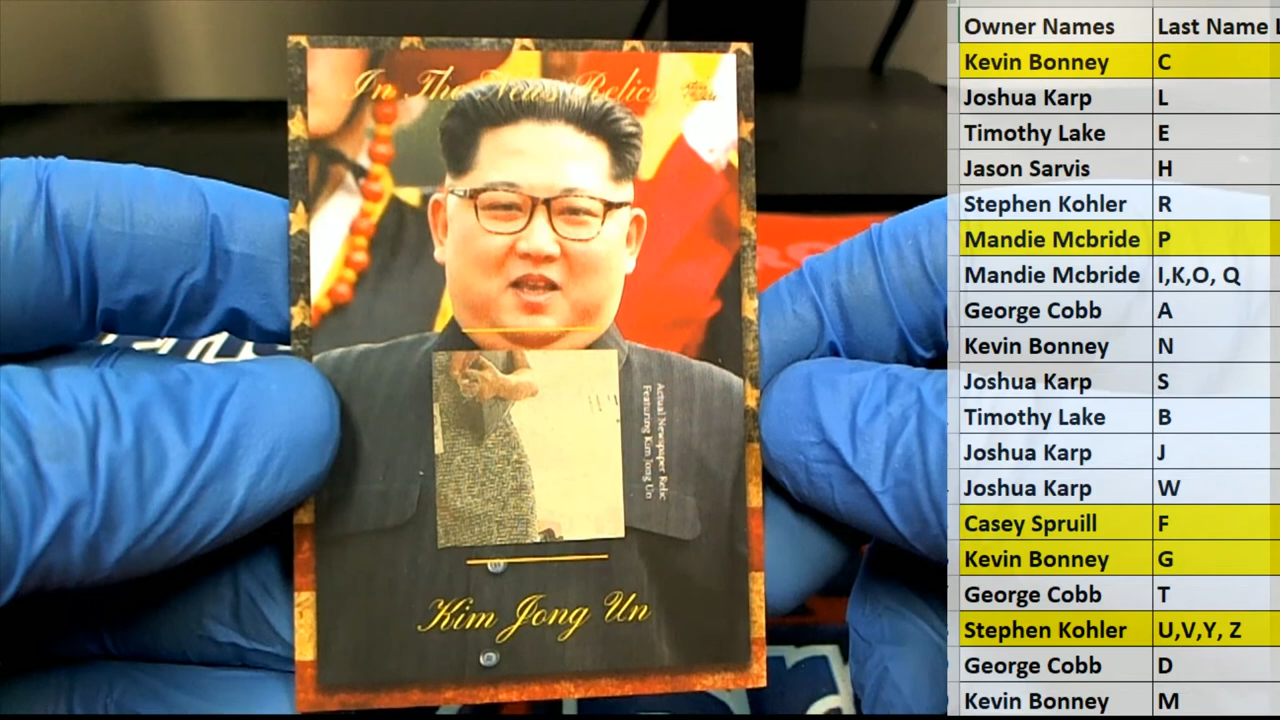 In The News Relics
Actual Newspaper Relic
Featuring Kim Jong Un
Kim Jong Un
Owner Names Last Name
Kevin Bonney C
Joshua Karp L
Timothy Lake E
Jason Sarvis H
Stephen Kohler R
Mandie Mcbride P
Mandie Mcbride I,K,O, Q
George Cobb A
Kevin Bonney N
Joshua Karp S
Timothy Lake B
Joshua Karp J
Joshua Karp W
Casey Spruill F
Kevin Bonney G
George Cobb T
Stephen Kohler U,V,Y, Z
George Cobb D
Kevin Bonney M